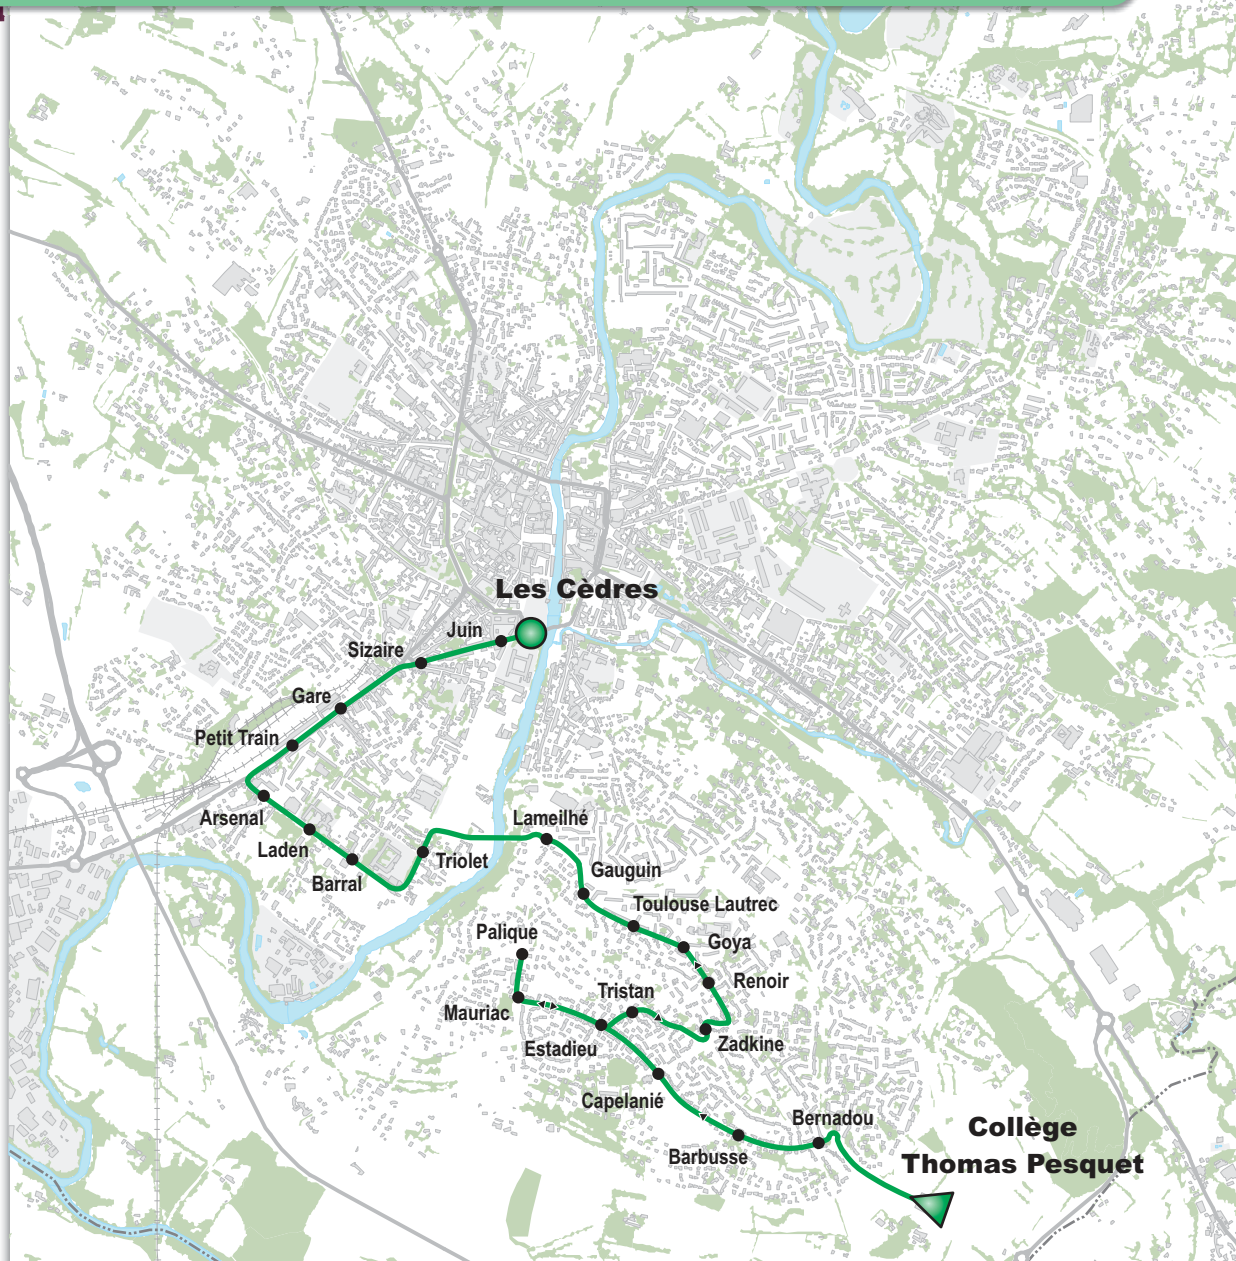 Les Cèdres
Juin
Sizaire
Gare
Petit Train
Arsenal
Laden
Barral
Triolet
Lameilhé
Gauguin
Toulouse Lautrec
Goya
Renoir
Palique
Tristan
Mauriac
Estadieu
Zadkine
Capelanié
Barbusse
Bernadou
Collège
Thomas Pesquet